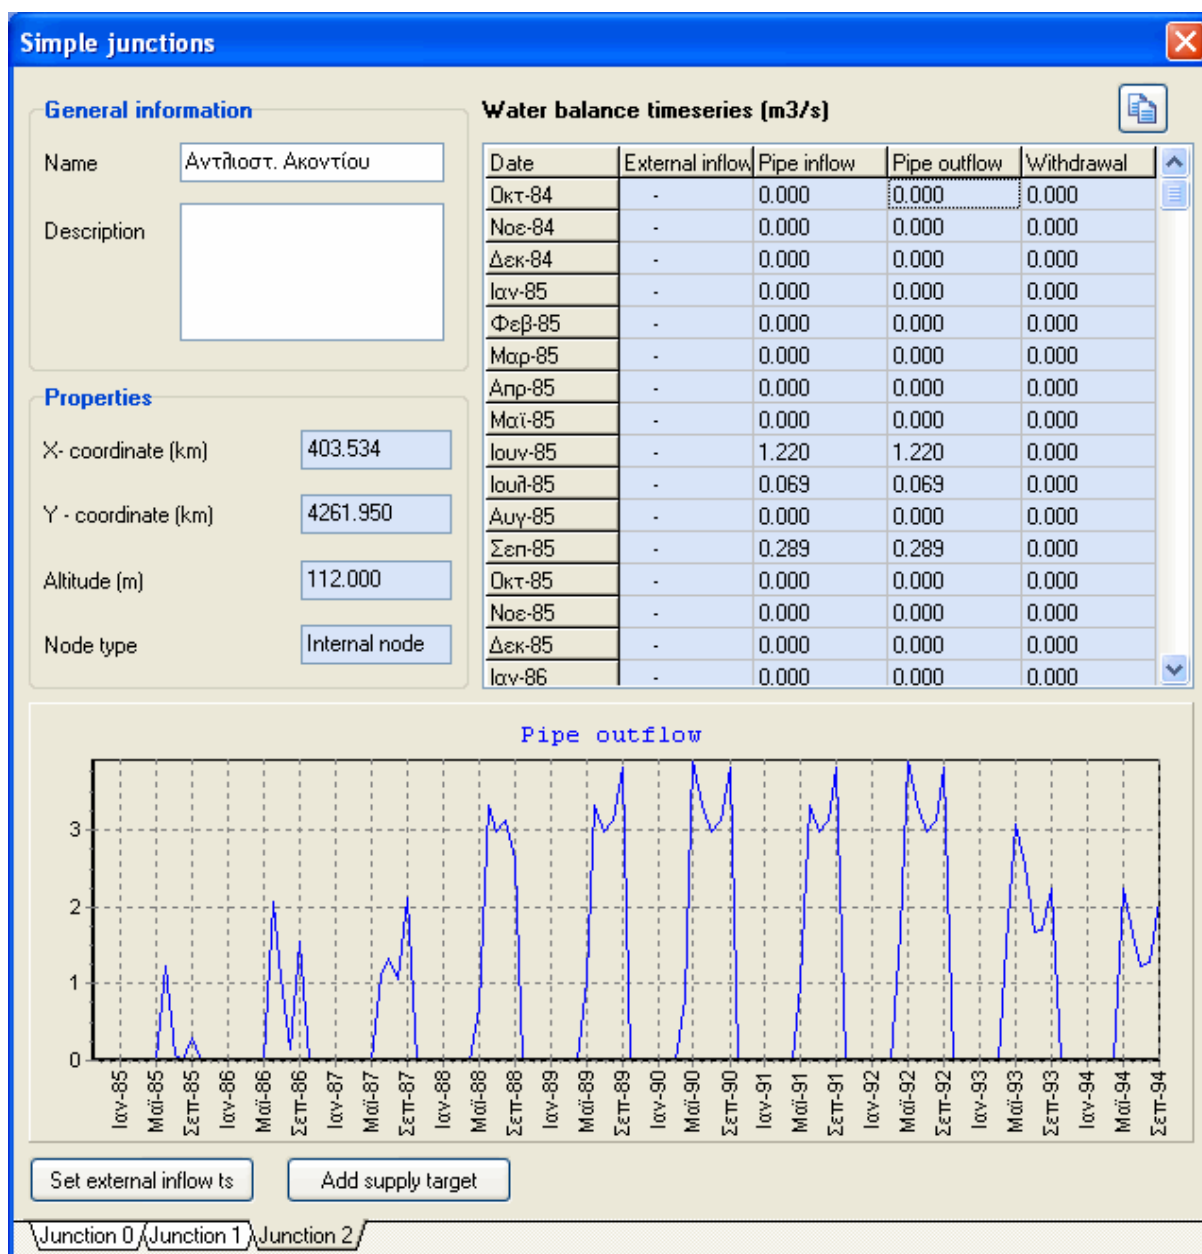 Simple junctions
General information
Name
Αντλιοστ. Ακοντίου
Description
Properties
X- coordinate (km)
403.534
Y - coordinate (km)
4261.950
Altitude (m)
112.000
Node type
Internal node
Water balance timeseries (m3/s)
Date External inflow Pipe inflow Pipe outflow Withdrawal
Οκτ-84 - 0.000 0.000 0.000
Νοε-84 - 0.000 0.000 0.000
Δεκ-84 - 0.000 0.000 0.000
Ιαν-85 - 0.000 0.000 0.000
Φεβ-85 - 0.000 0.000 0.000
Μαρ-85 - 0.000 0.000 0.000
Απρ-85 - 0.000 0.000 0.000
Μαϊ-85 - 0.000 0.000 0.000
Ιουν-85 - 1.220 1.220 0.000
Ιουλ-85 - 0.069 0.069 0.000
Αυγ-85 - 0.000 0.000 0.000
Σεπ-85 - 0.289 0.289 0.000
Οκτ-85 - 0.000 0.000 0.000
Νοε-85 - 0.000 0.000 0.000
Δεκ-85 - 0.000 0.000 0.000
Ιαν-86 - 0.000 0.000 0.000
Pipe outflow
3
2
1
0
Ιαν-85
Μαϊ-85
Σεπ-85
Ιαν-86
Μαϊ-86
Σεπ-86
Ιαν-87
Μαϊ-87
Σεπ-87
Ιαν-88
Μαϊ-88
Σεπ-88
Ιαν-89
Μαϊ-89
Σεπ-89
Ιαν-90
Μαϊ-90
Σεπ-90
Ιαν-91
Μαϊ-91
Σεπ-91
Ιαν-92
Μαϊ-92
Σεπ-92
Ιαν-93
Μαϊ-93
Σεπ-93
Ιαν-94
Μαϊ-94
Σεπ-94
Set external inflow ts
Add supply target
Junction 0 Junction 1 Junction 2